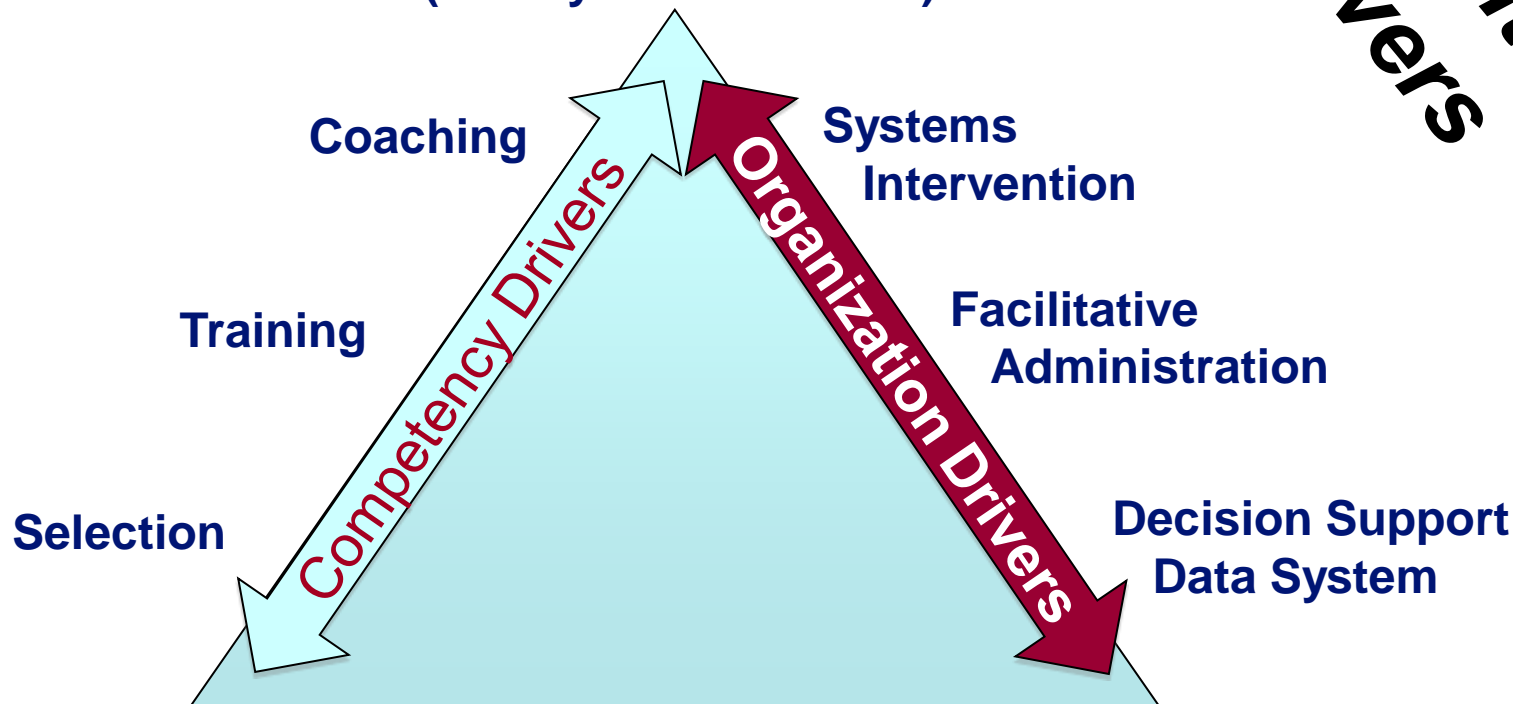 Coaching
Systems
Intervention
Competency Drivers
Organization Drivers
Training
Facilitative
Administration
Selection
Decision Support
Data System
vers